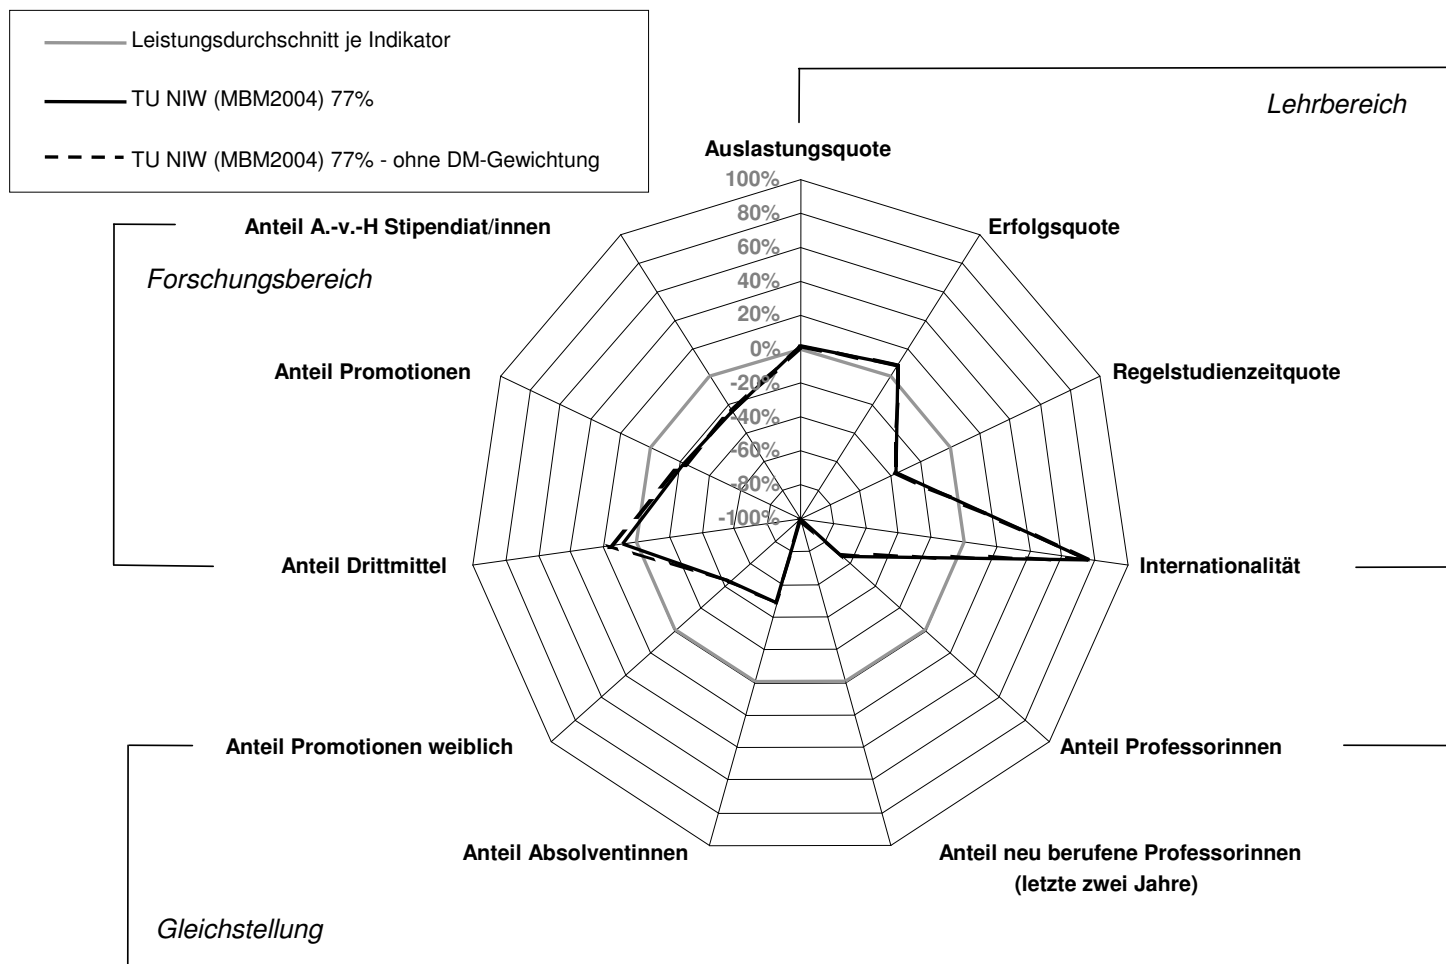 Leistungsdurchschnitt je Indikator
TU NIW (MBM2004) 77%
TU NIW (MBM2004) 77% - ohne DM-Gewichtung
Lehrbereich
Auslastungsquote
100%
80%
60%
40%
20%
0%
-20%
-40%
-60%
-80%
-100%
Anteil A.-v.-H Stipendiat/innen
Erfolgsquote
Forschungsbereich
Anteil Promotionen
Regelstudienzeitquote
Anteil Drittmittel
Internationalität
Anteil Promotionen weiblich
Anteil Professorinnen
Anteil Absolventinnen
Anteil neu berufene Professorinnen
(letzte zwei Jahre)
Gleichstellung